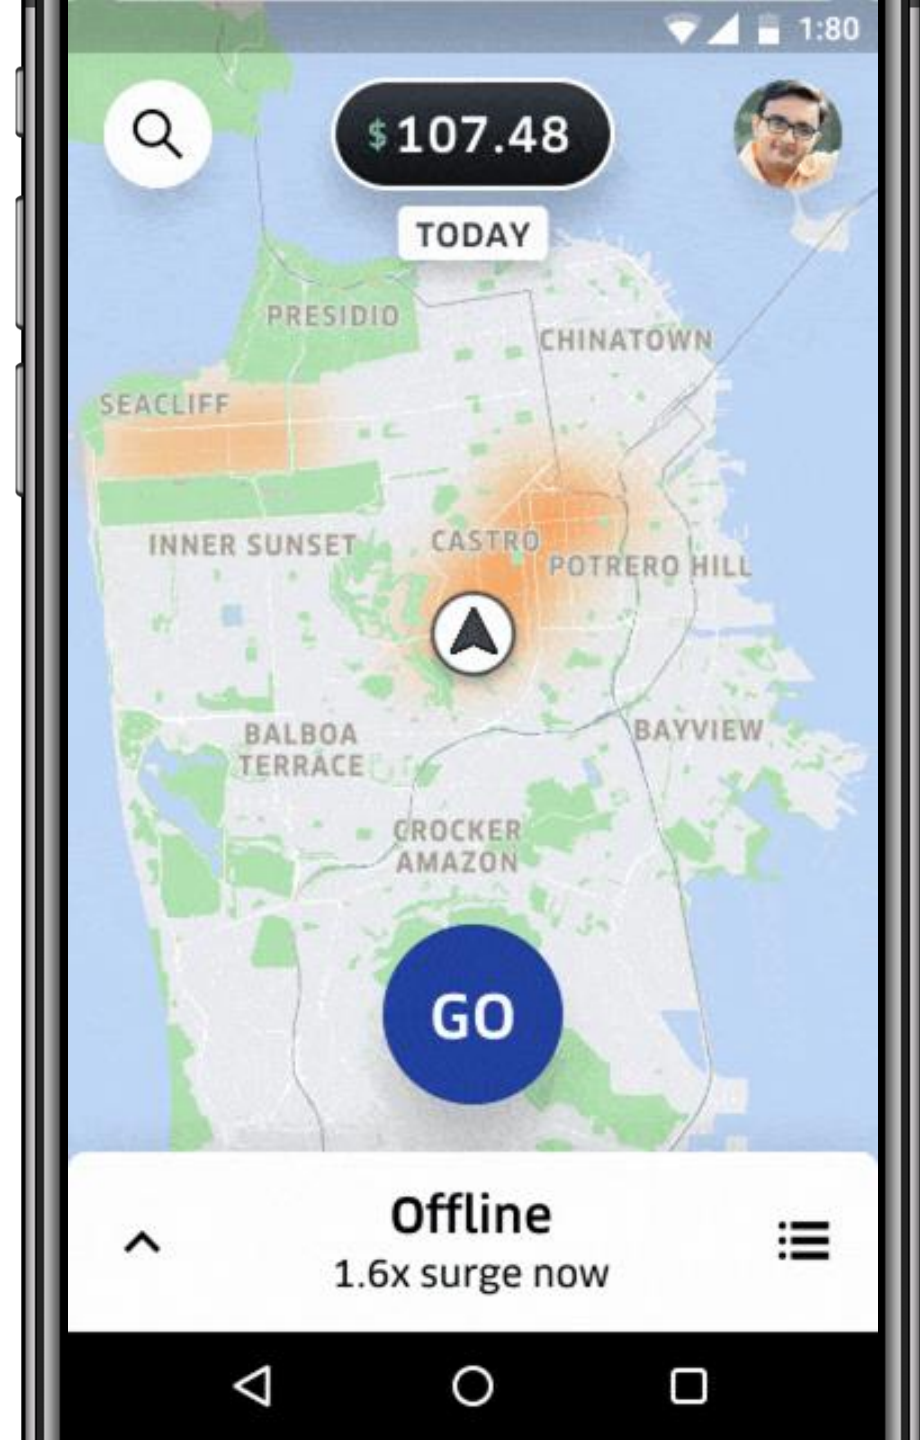 1:80
$107.48
TODAY
PRESIDIO
CHINATOWN
SEACLIFF
INNER SUNSET
CASTRO
POTRERO HILL
BALBOA
TERRACE
BAYVIEW
CROCKER
AMAZON
GO
Offline
1.6x surge now